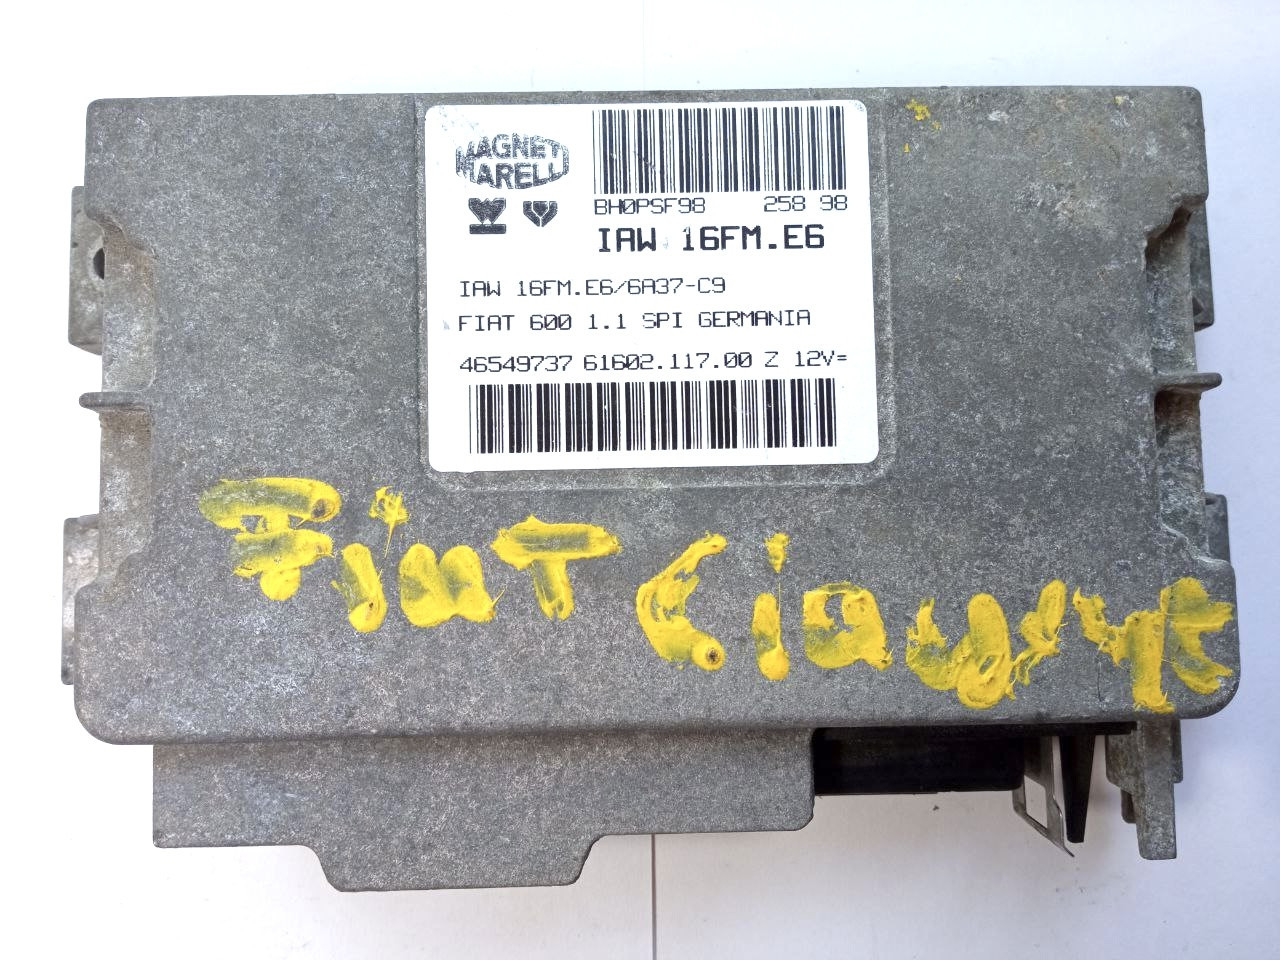 MAGNETI
MARELLI
BH0PSF98 258 98
IAW 16FM.E6
IAW 16FM.E6/6A37-C9
FIAT 600 1.1 SPI GERMANIA
46549737 61602.117.00 Z 12V=
Fiat